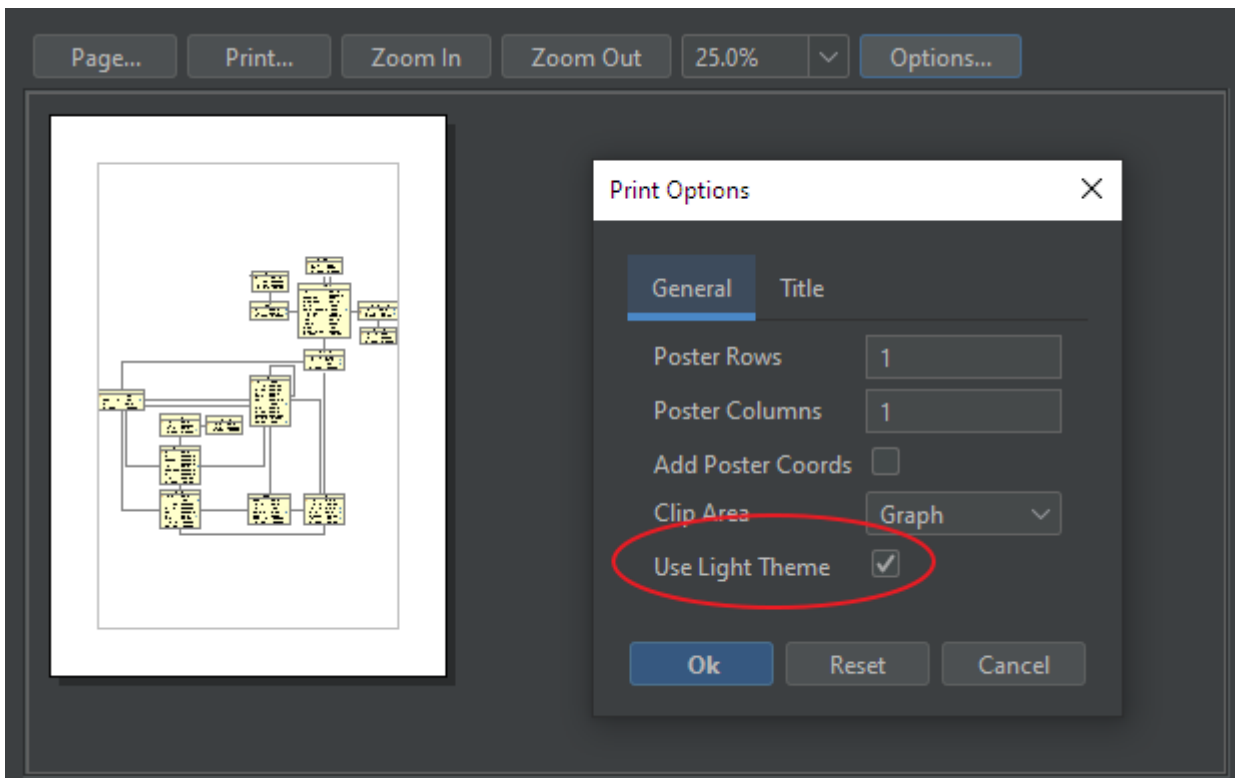 Page... Print... Zoom In Zoom Out 25.0% Options...
Print Options
General Title
Poster Rows 1
Poster Columns 1
Add Poster Coords
Clip Area Graph
Use Light Theme
Ok Reset Cancel